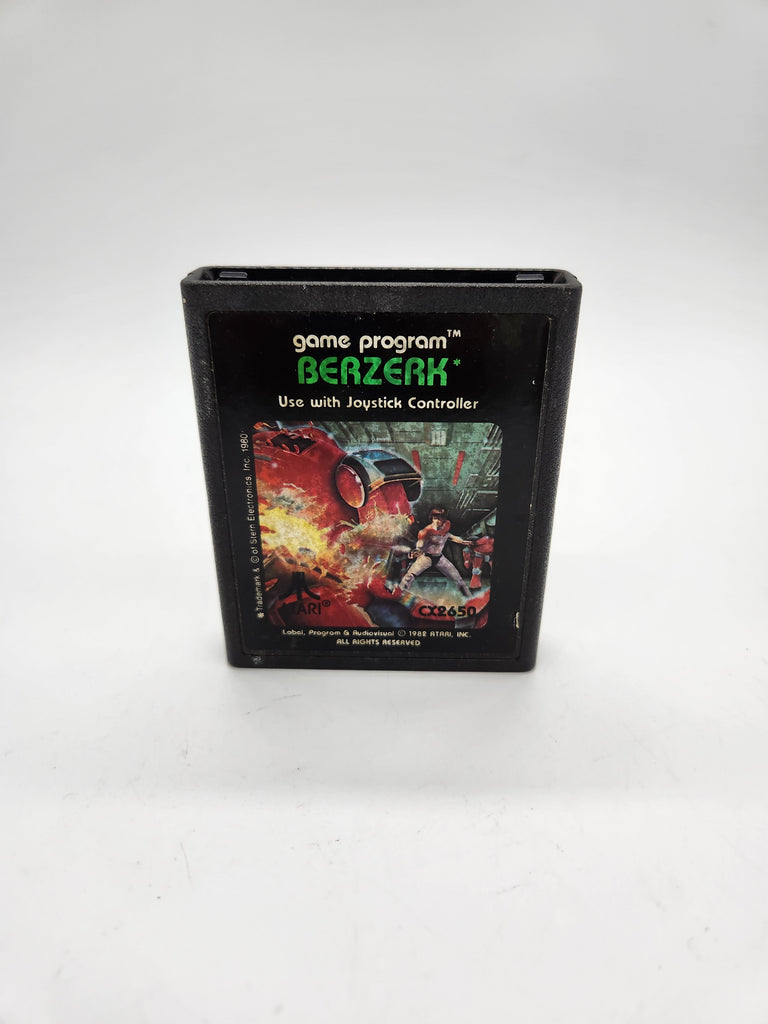 game program™
BERZERK*
Use with Joystick Controller
* Trademark & © of Stern Electronics, Inc. 1980.
ATARI®
CX2650
Label, Program & Audiovisual © 1982 ATARI, INC.
ALL RIGHTS RESERVED